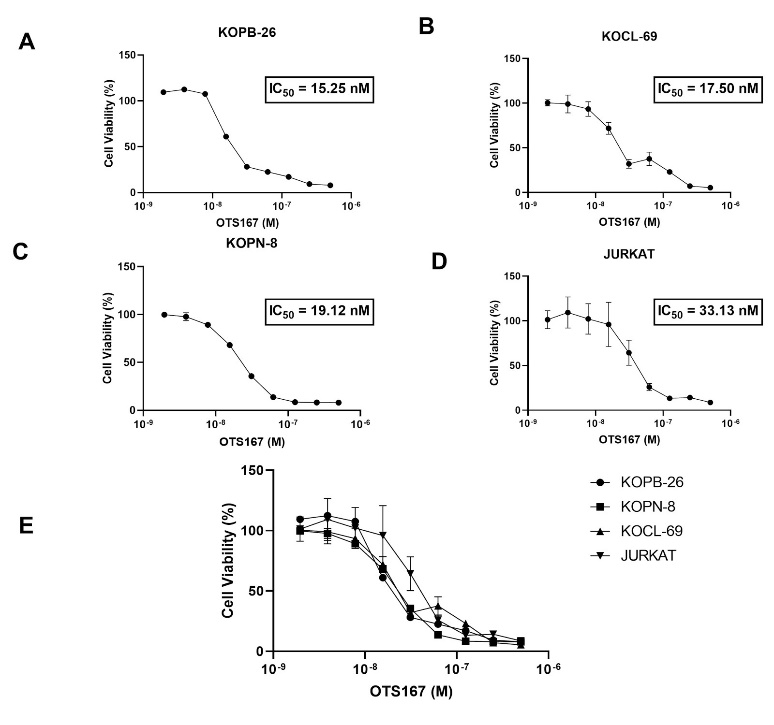 A
KOPB-26
150
100
50
0
Cell Viability (%)
IC50 = 15.25 nM
10-9
10-8
10-7
10-6
OTS167 (M)
B
KOCL-69
150
100
50
0
Cell Viability (%)
IC50 = 17.50 nM
10-9
10-8
10-7
10-6
OTS167 (M)
C
KOPN-8
150
100
50
0
Cell Viability (%)
IC50 = 19.12 nM
10-9
10-8
10-7
10-6
OTS167 (M)
D
JURKAT
150
100
50
0
Cell Viability (%)
IC50 = 33.13 nM
10-9
10-8
10-7
10-6
OTS167 (M)
E
150
100
50
0
Cell Viability (%)
10-9
10-8
10-7
10-6
OTS167 (M)
KOPB-26
KOPN-8
KOCL-69
JURKAT